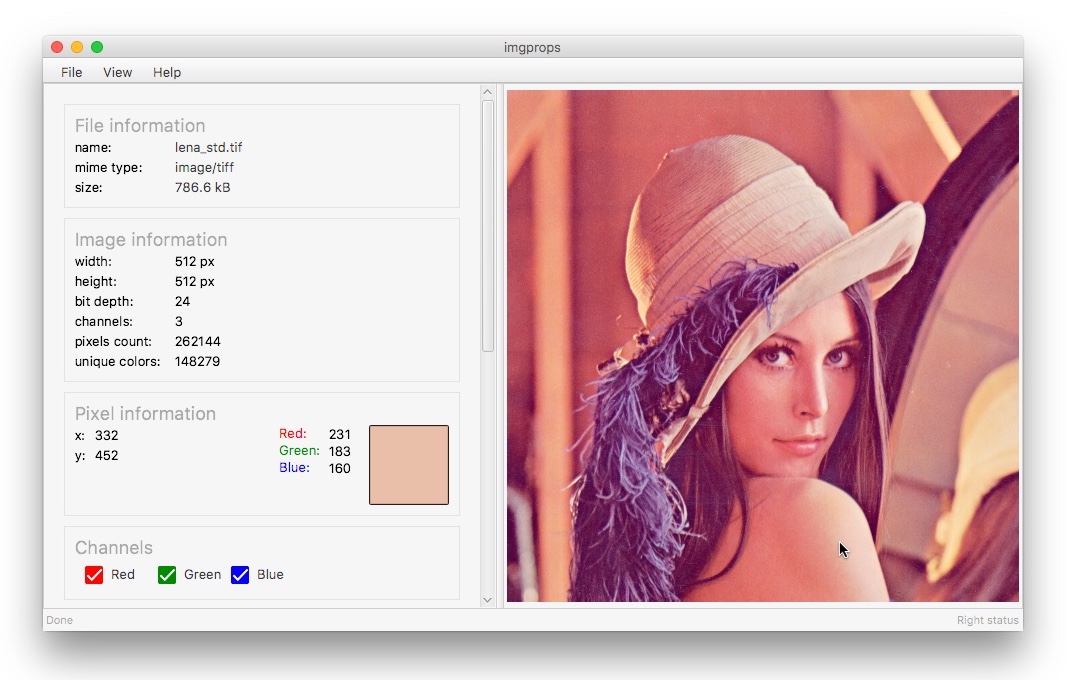 imgprops
File View Help
File information
name: lena_std.tif
mime type: image/tiff
size: 786.6 kB
Image information
width: 512 px
height: 512 px
bit depth: 24
channels: 3
pixels count: 262144
unique colors: 148279
Pixel information
x: 332 Red: 231
y: 452 Green: 183
Blue: 160
Channels
Red Green Blue
Done Right status